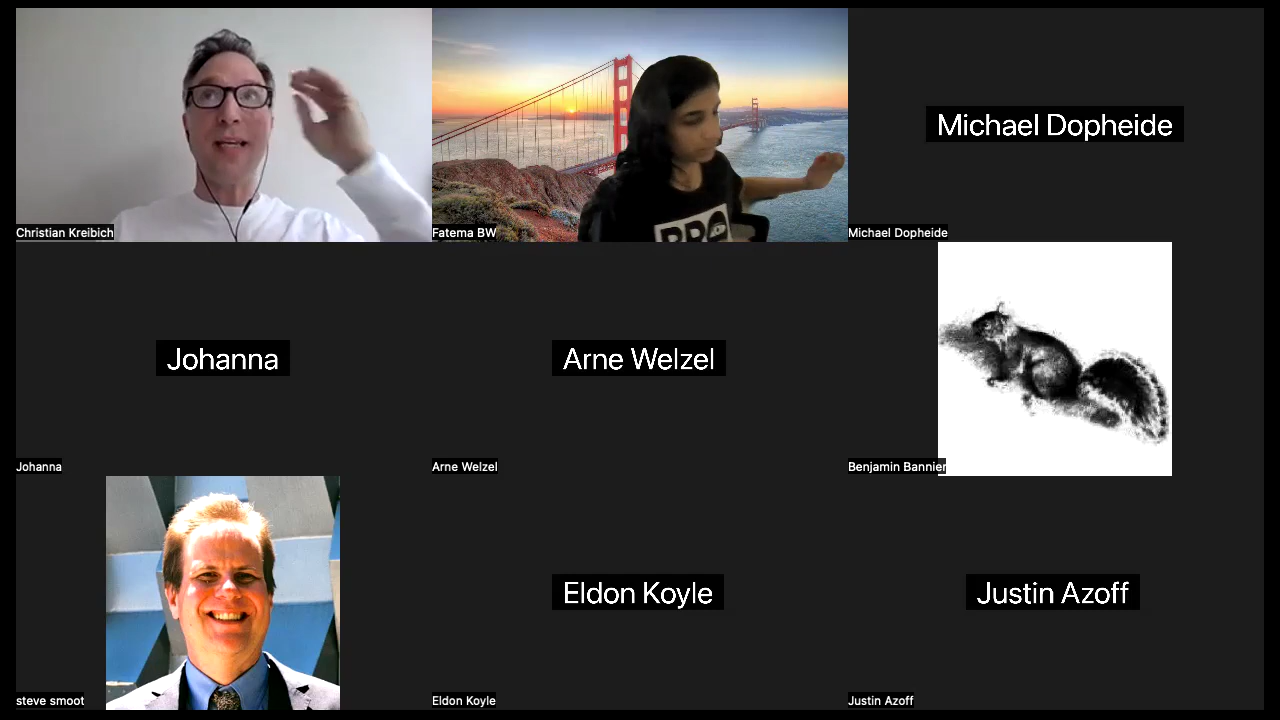 Christian Kreibich
Fatema BW
Michael Dopheide
Michael Dopheide
Johanna
Johanna
Arne Welzel
Arne Welzel
Benjamin Bannier
steve smoot
Eldon Koyle
Eldon Koyle
Justin Azoff
Justin Azoff